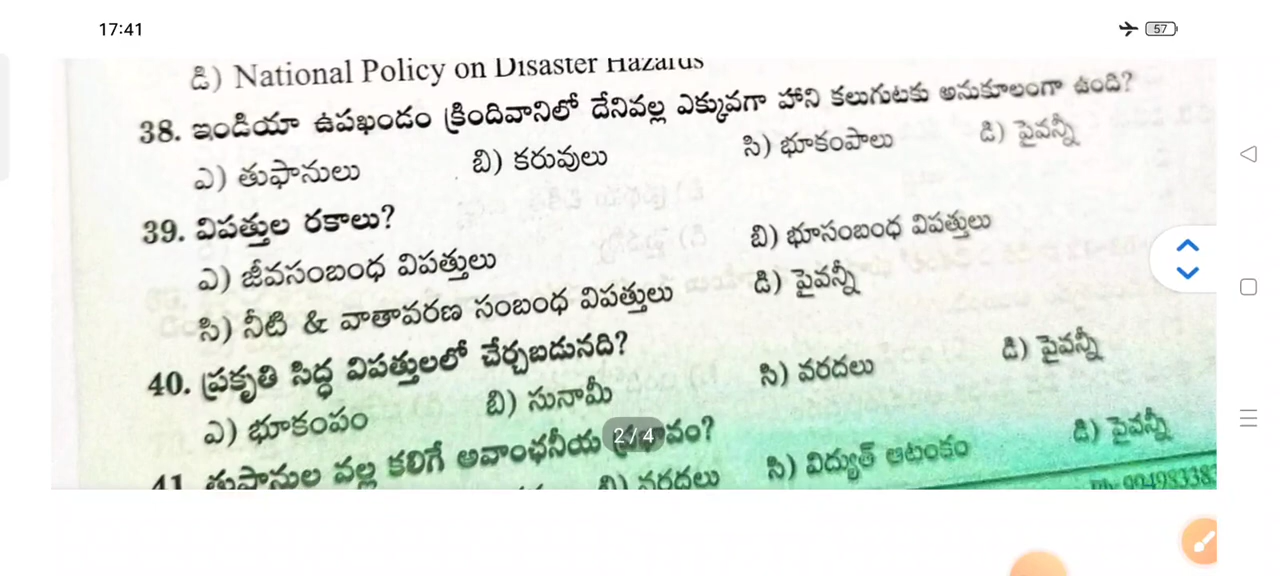 17:41
57
డి) National Policy on Disaster Hazards
38. ఇండియా ఉపఖండం క్రిందివానిలో దేనివల్ల ఎక్కువగా హాని కలుగుటకు అనుకూలంగా ఉంది?
ఎ) తుఫానులు బి) కరువులు సి) భూకంపాలు డి) పైవన్నీ
39. విపత్తుల రకాలు?
ఎ) జీవసంబంధ విపత్తులు బి) భూసంబంధ విపత్తులు
సి) నీటి & వాతావరణ సంబంధ విపత్తులు డి) పైవన్నీ
40. ప్రకృతి సిద్ధ విపత్తులలో చేర్చబడునది?
ఎ) భూకంపం బి) సునామీ సి) వరదలు డి) పైవన్నీ
2/4
41 తుఫానుల వల్ల కలిగే అవాంఛనీయ ప్రభావం?
బి) వరదలు సి) విద్యుత్ ఆటంకం డి) పైవన్నీ